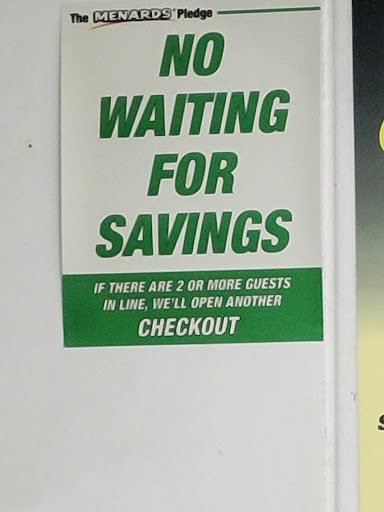 The MENARDS® Pledge
NO
WAITING
FOR
SAVINGS
IF THERE ARE 2 OR MORE GUESTS
IN LINE, WE'LL OPEN ANOTHER
CHECKOUT